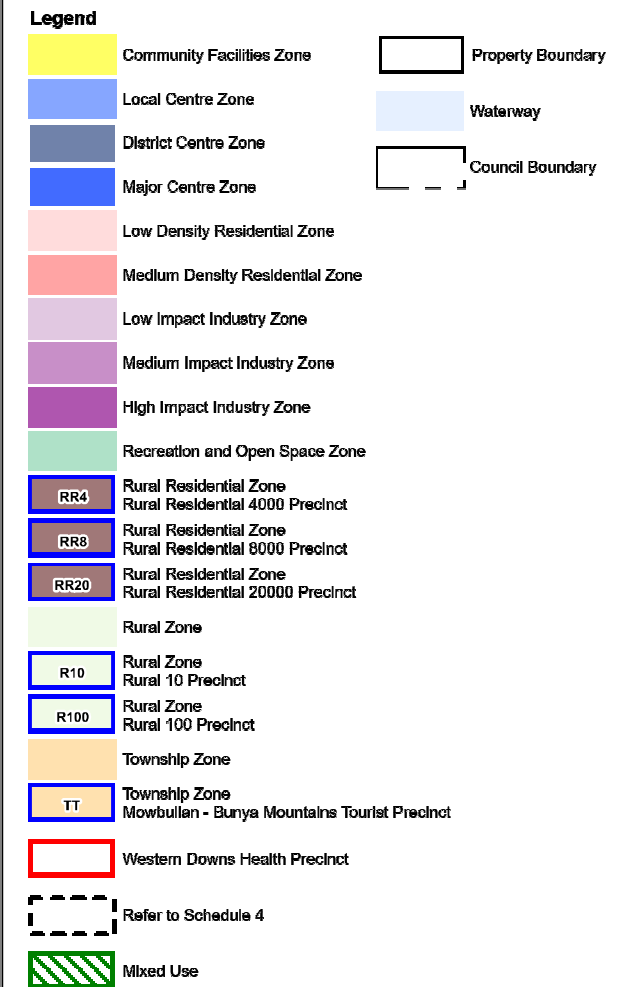 Legend
Community Facilities Zone
Local Centre Zone
District Centre Zone
Major Centre Zone
Low Density Residential Zone
Medium Density Residential Zone
Low Impact Industry Zone
Medium Impact Industry Zone
High Impact Industry Zone
Recreation and Open Space Zone
RR4
Rural Residential Zone
Rural Residential 4000 Precinct
RR8
Rural Residential Zone
Rural Residential 8000 Precinct
RR20
Rural Residential Zone
Rural Residential 20000 Precinct
Rural Zone
R10
Rural Zone
Rural 10 Precinct
R100
Rural Zone
Rural 100 Precinct
Township Zone
TT
Township Zone
Mowbullan - Bunya Mountains Tourist Precinct
Western Downs Health Precinct
Refer to Schedule 4
Mixed Use
Property Boundary
Waterway
Council Boundary